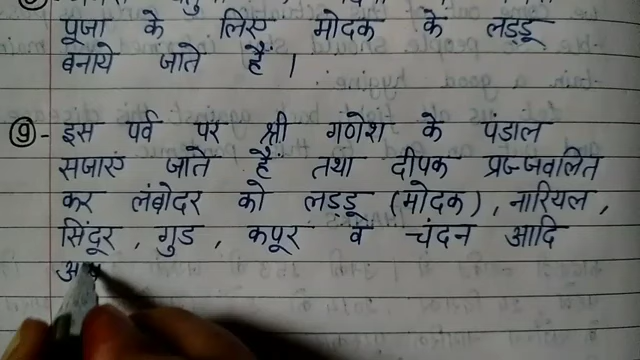 पूजा के लिए मोदक के लड्डू
बनाये जाते हैं ।
⑨- इस पर्व पर श्री गणेश के पंडाल
सजाएं जाते हैं तथा दीपक प्रज्जवलित
कर लंबोदर को लड्डू (मोदक) , नारियल ,
सिंदूर , गुड , कपूर व चंदन आदि